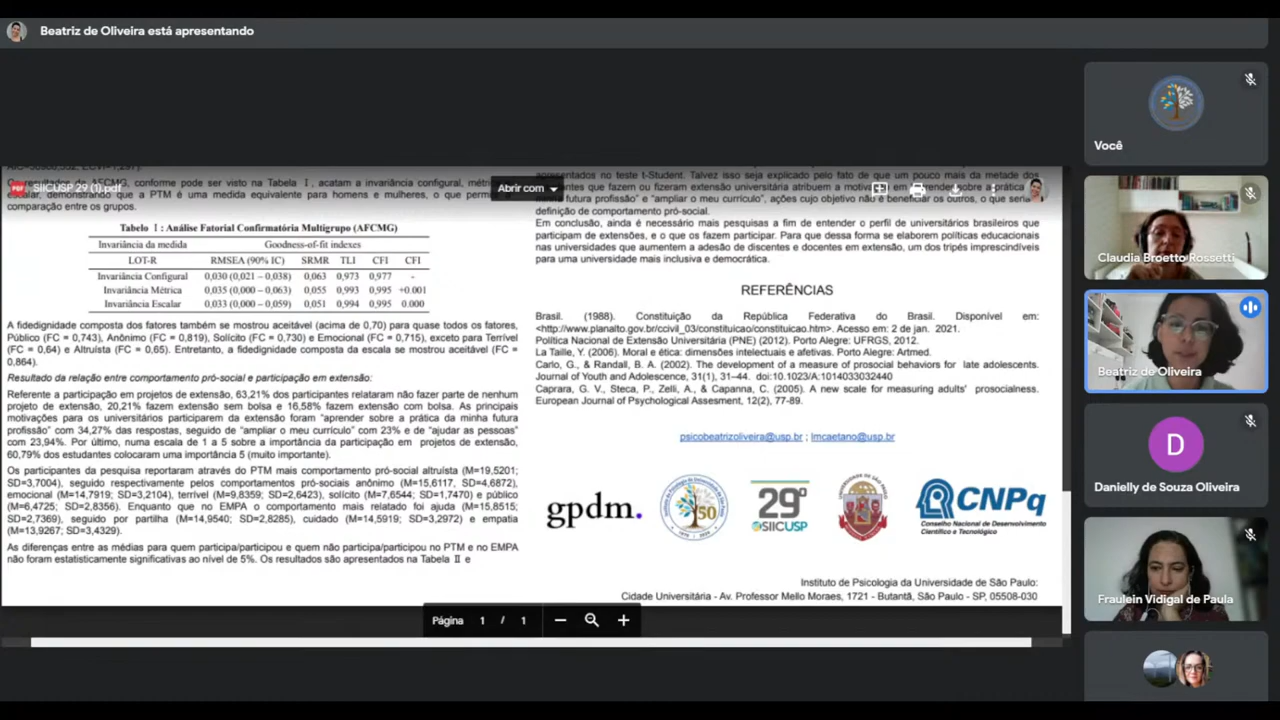 Beatriz de Oliveira está apresentando
SIICUSP 29 (1).pdf
Abrir com
Os resultados de AFCMG, conforme pode ser visto na Tabela I, acatam a invariância configural,
escalar, demonstrando que a PTM é uma medida equivalente para homens e mulheres, o que
comparação entre os grupos.
Tabelo I : Análise Fatorial Confirmatória Multigrupo (AFCMG)
Invariância da medida Goodness-of-fit indexes
LOT-R RMSEA (90% IC) SRMR TLI CFI CFI
Invariância Configural 0,030 (0,021 – 0,038) 0,063 0,973 0,977 -
Invariância Métrica 0,035 (0,000 – 0,063) 0,055 0,993 0,995 +0.001
Invariância Escalar 0,033 (0,000 – 0,059) 0,051 0,994 0,995 0.000
A fidedignidade composta dos fatores também se mostrou aceitável (acima de 0,70) para quase todos os fatores,
Público (FC = 0,743), Anônimo (FC = 0,819), Solícito (FC = 0,730) e Emocional (FC = 0,715), exceto para Terrível
(FC = 0,64) e Altruísta (FC = 0,65). Entretanto, a fidedignidade composta da escala se mostrou aceitável (FC =
0,864).
Resultado da relação entre comportamento pró-social e participação em extensão:
Referente a participação em projetos de extensão, 63,21% dos participantes relataram não fazer parte de nenhum
projeto de extensão, 20,21% fazem extensão sem bolsa e 16,58% fazem extensão com bolsa. As principais
motivações para os universitários participarem da extensão foram “aprender sobre a prática da minha futura
profissão” com 34,27% das respostas, seguido de “ampliar o meu currículo” com 23% e de “ajudar as pessoas”
com 23,94%. Por último, numa escala de 1 a 5 sobre a importância da participação em projetos de extensão,
60,79% dos estudantes colocaram uma importância 5 (muito importante).
Os participantes da pesquisa reportaram através do PTM mais comportamento pró-social altruísta (M=19,5201;
SD=3,7004), seguido respectivamente pelos comportamentos pró-sociais anônimo (M=15,6117, SD=4,6872),
emocional (M=14,7919; SD=3,2104), terrível (M=9,8359; SD=2,6423), solícito (M=7,6544; SD=1,7470) e público
(M=6,4725; SD=2,8356). Enquanto que no EMPA o comportamento mais relatado foi ajuda (M=15,8515;
SD=2,7369), seguido por partilha (M=14,9540; SD=2,8285), cuidado (M=14,5919; SD=3,2972) e empatia
(M=13,9267; SD=3,4329).
As diferenças entre as médias para quem participa/participou e quem não participa/participou no PTM e no EMPA
não foram estatisticamente significativas ao nível de 5%. Os resultados são apresentados na Tabela II e
apresentados no teste t-Student. Talvez isso seja explicado pelo fato de que um pouco mais da metade dos
que fazem ou fizeram extensão universitária atribuem a sobre a prática
minha futura profissão” e “ampliar o meu currículo”, ações cujo objetivo não é beneficiar os outros, o que
definição de comportamento pró-social.
Em conclusão, ainda é necessário mais pesquisas a fim de entender o perfil de universitários brasileiros que
participam de extensões, e o que os fazem participar. Para que dessa forma se elaborem políticas educacionais
nas universidades que aumentem a adesão de discentes e docentes em extensão, um dos tripés imprescindíveis
para uma universidade mais inclusiva e democrática.
REFERÊNCIAS
Brasil. (1988). Constituição da República Federativa do Brasil. Disponível em:
<http://www.planalto.gov.br/ccivil_03/constituicao/constituicao.htm>. Acesso em: 2 de jan. 2021.
Política Nacional de Extensão Universitária (PNE) (2012). Porto Alegre: UFRGS, 2012.
La Taille, Y. (2006). Moral e ética: dimensões intelectuais e afetivas. Porto Alegre: Artmed.
Carlo, G., & Randall, B. A. (2002). The development of a measure of prosocial behaviors for late adolescents.
Journal of Youth and Adolescence, 31(1), 31–44. doi:10.1023/A:1014033032440
Caprara, G. V., Steca, P., Zelli, A., & Capanna, C. (2005). A new scale for measuring adults' prosocialness.
European Journal of Psychological Assesment, 12(2), 77-89.
psicobeatrizoliveira@usp.br ; lmcaetano@usp.br
gpdm.
50
29º
SIICUSP
CNPq
Conselho Nacional de Desenvolvimento
Científico e Tecnológico
Instituto de Psicologia da Universidade de São Paulo:
Cidade Universitária - Av. Professor Mello Moraes, 1721 - Butantã, São Paulo - SP, 05508-030
Página 1 / 1
Você
Claudia Broetto Rossetti
Beatriz de Oliveira
D
Danielly de Souza Oliveira
Fraulein Vidigal de Paula